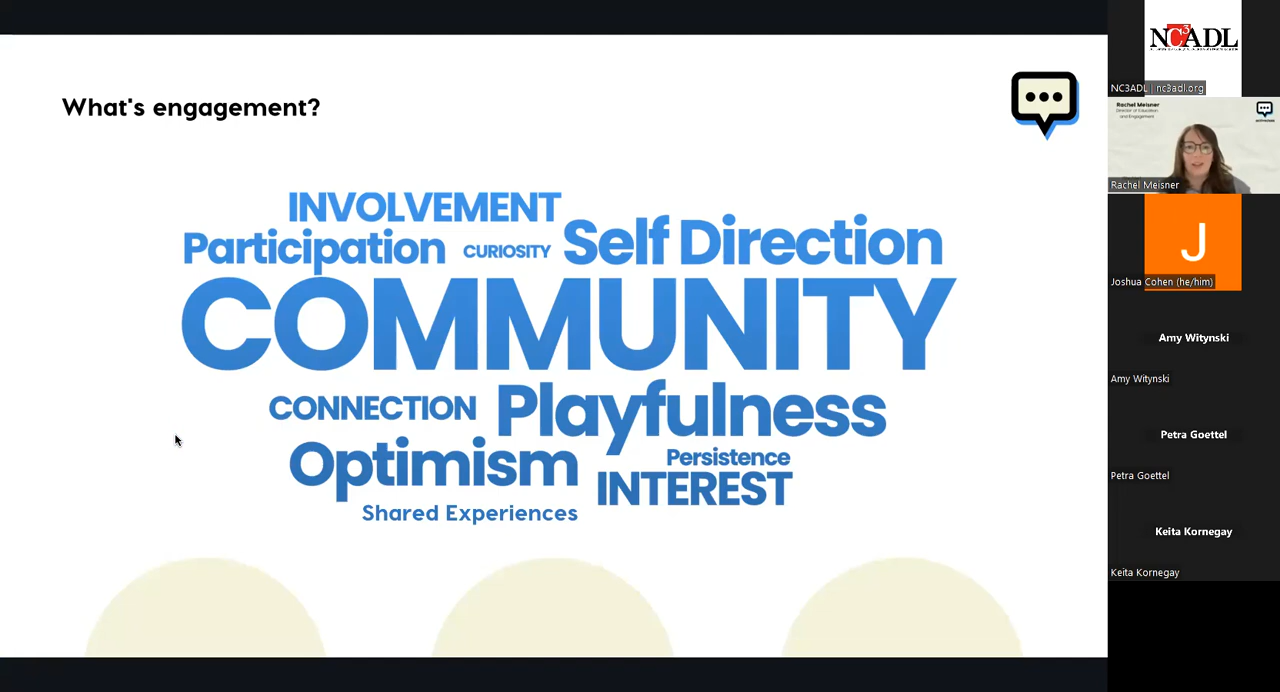 What's engagement?
INVOLVEMENT
Participation CURIOSITY Self Direction
COMMUNITY
CONNECTION Playfulness
Optimism Persistence
INTEREST
Shared Experiences
NC3ADL
NC3ADL | nc3adl.org
Rachel Meisner
Director of Education
and Engagement
Rachel Meisner
J
Joshua Cohen (he/him)
Amy Witynski
Amy Witynski
Petra Goettel
Petra Goettel
Keita Kornegay
Keita Kornegay